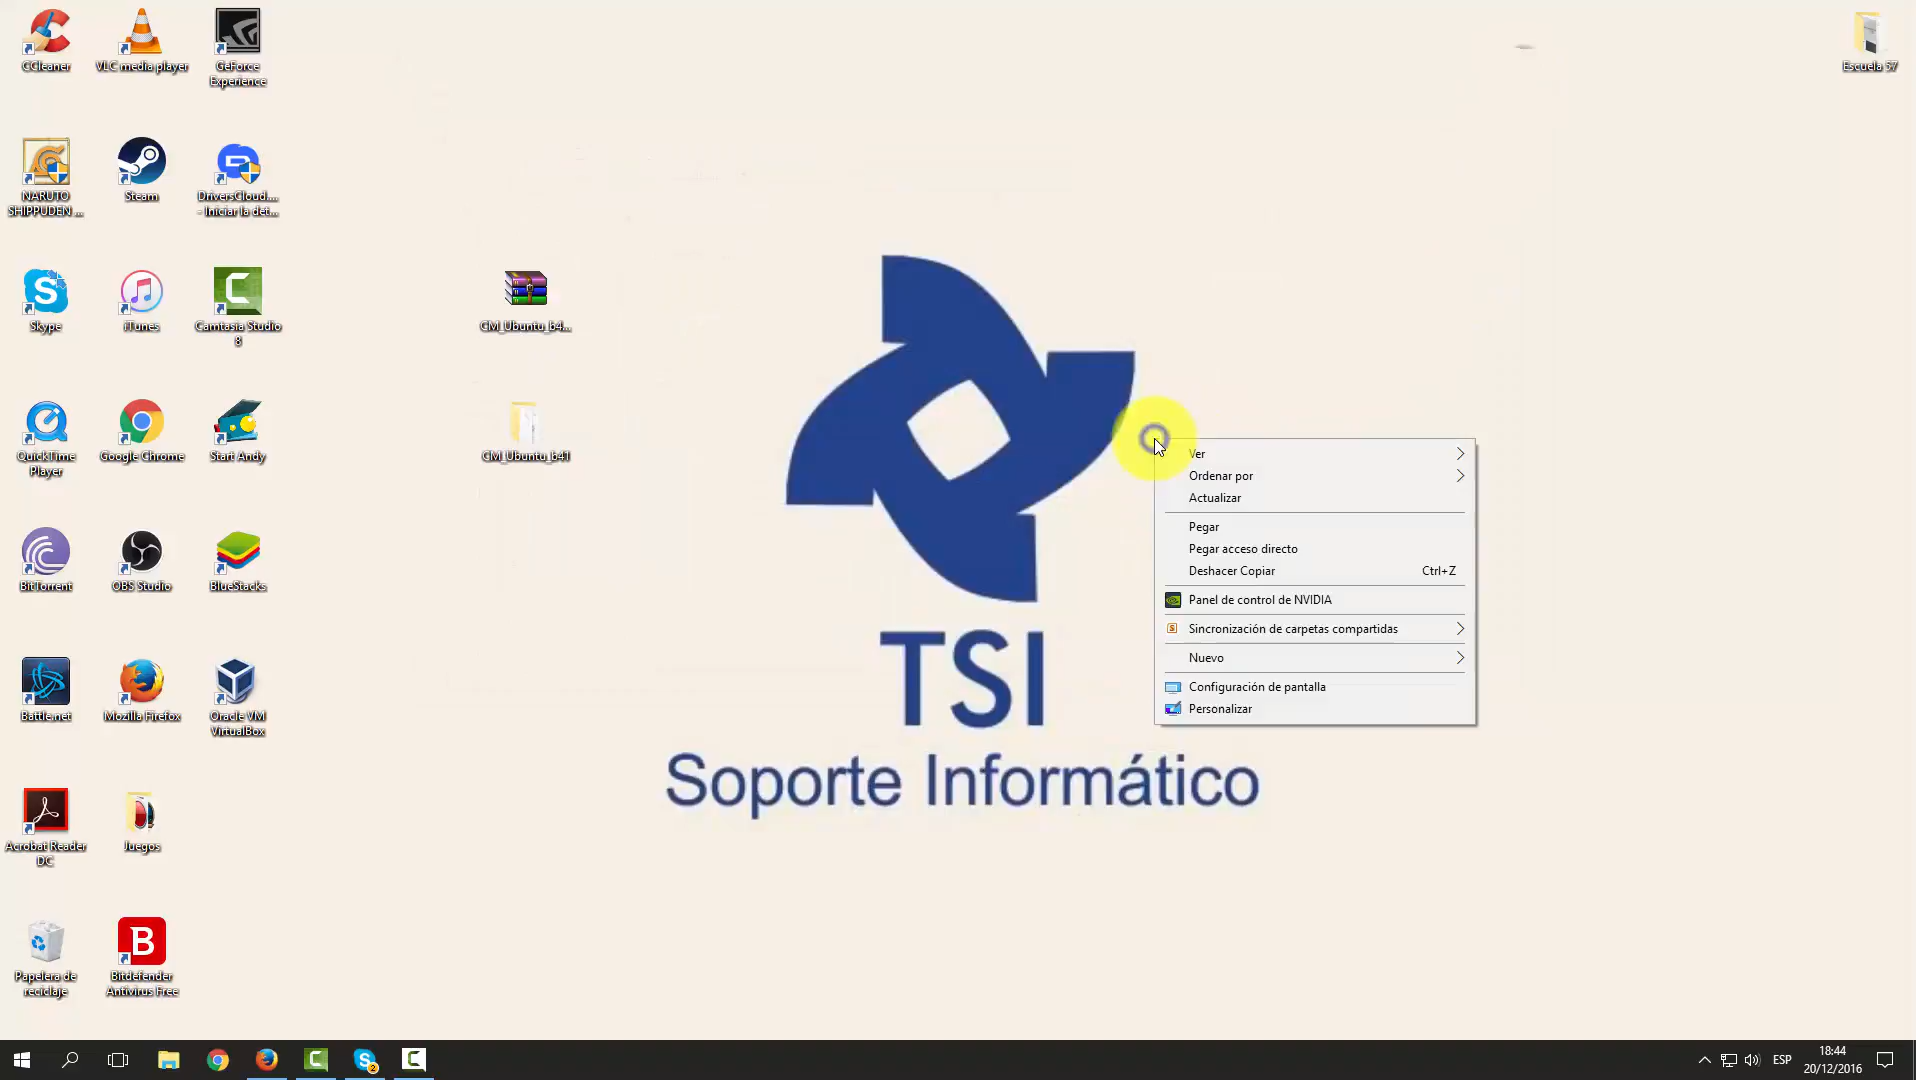 CCleaner
VLC media player
GeForce
Experience
Escuela 57
NARUTO
SHIPPUDEN ...
Steam
DriversCloud....
- Iniciar la det...
Skype
iTunes
Camtasia Studio
8
CM_Ubuntu_b4...
QuickTime
Player
Google Chrome
Start Andy
CM_Ubuntu_b41
BitTorrent
OBS Studio
BlueStacks
Battle.net
Mozilla Firefox
Oracle VM
VirtualBox
Acrobat Reader
DC
Juegos
Papelera de
reciclaje
Bitdefender
Antivirus Free
Ver
Ordenar por
Actualizar
Pegar
Pegar acceso directo
Deshacer Copiar Ctrl+Z
Panel de control de NVIDIA
Sincronización de carpetas compartidas
Nuevo
Configuración de pantalla
Personalizar
TSI
Soporte Informático
2
ESP
18:44
20/12/2016